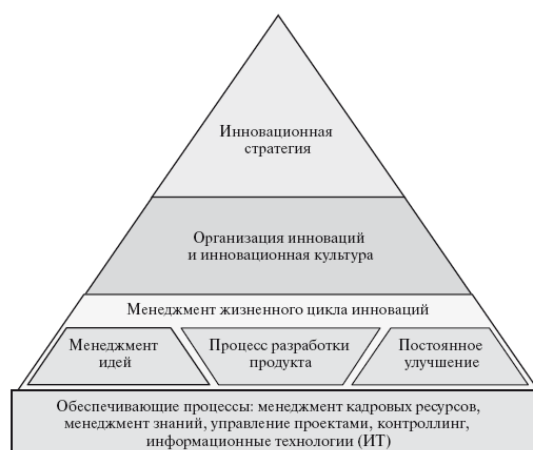 Инновационная
стратегия
Организация инноваций
и инновационная культура
Менеджмент жизненного цикла инноваций
Менеджмент
идей
Процесс разработки
продукта
Постоянное
улучшение
Обеспечивающие процессы: менеджмент кадровых ресурсов,
менеджмент знаний, управление проектами, контроллинг,
информационные технологии (ИТ)